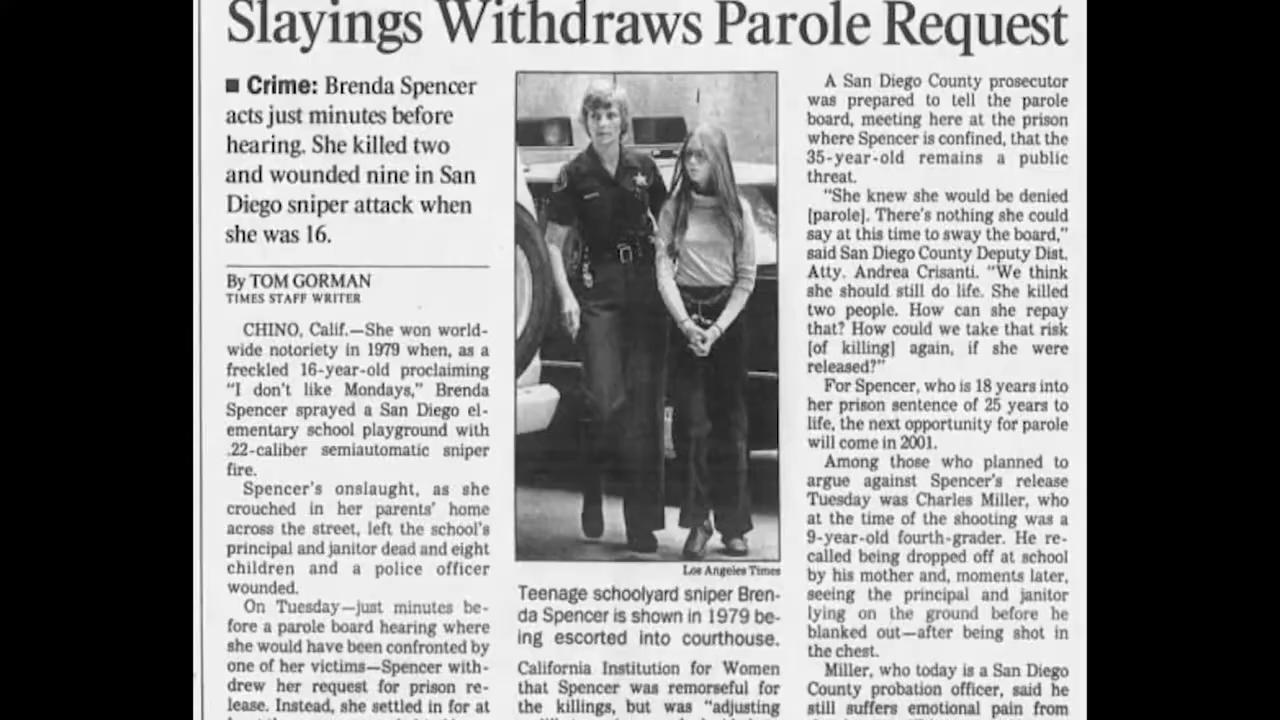 Slayings Withdraws Parole Request
■ Crime: Brenda Spencer
acts just minutes before
hearing. She killed two
and wounded nine in San
Diego sniper attack when
she was 16.
By TOM GORMAN
TIMES STAFF WRITER
CHINO, Calif.—She won world-
wide notoriety in 1979 when, as a
freckled 16-year-old proclaiming
"I don't like Mondays," Brenda
Spencer sprayed a San Diego el-
ementary school playground with
.22-caliber semiautomatic sniper
fire.
Spencer's onslaught, as she
crouched in her parents' home
across the street, left the school's
principal and janitor dead and eight
children and a police officer
wounded.
On Tuesday—just minutes be-
fore a parole board hearing where
she would have been confronted by
one of her victims—Spencer with-
drew her request for prison re-
lease. Instead, she settled in for at
Los Angeles Times
Teenage schoolyard sniper Bren-
da Spencer is shown in 1979 be-
ing escorted into courthouse.
California Institution for Women
that Spencer was remorseful for
the killings, but was "adjusting
A San Diego County prosecutor
was prepared to tell the parole
board, meeting here at the prison
where Spencer is confined, that the
35-year-old remains a public
threat.
"She knew she would be denied
[parole]. There's nothing she could
say at this time to sway the board,"
said San Diego County Deputy Dist.
Atty. Andrea Crisanti. "We think
she should still do life. She killed
two people. How can she repay
that? How could we take that risk
[of killing] again, if she were
released?"
For Spencer, who is 18 years into
her prison sentence of 25 years to
life, the next opportunity for parole
will come in 2001.
Among those who planned to
argue against Spencer's release
Tuesday was Charles Miller, who
at the time of the shooting was a
9-year-old fourth-grader. He re-
called being dropped off at school
by his mother and, moments later,
seeing the principal and janitor
lying on the ground before he
blanked out—after being shot in
the chest.
Miller, who today is a San Diego
County probation officer, said he
still suffers emotional pain from